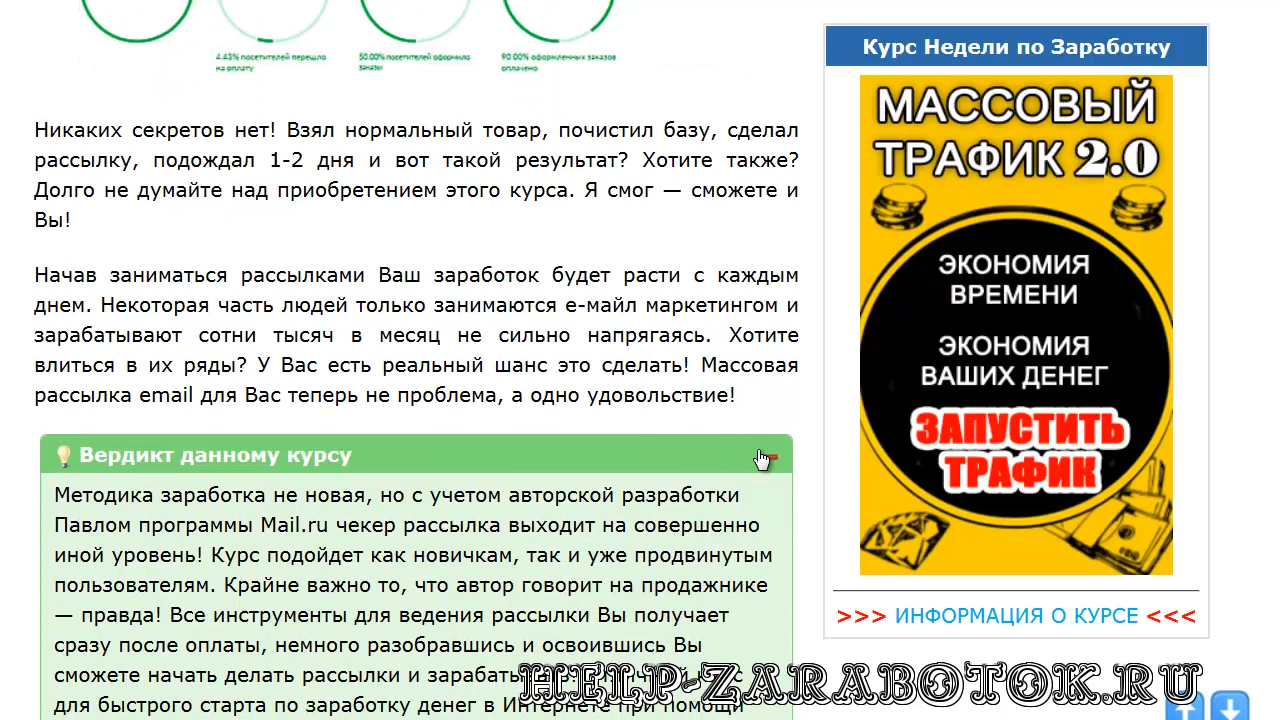 4.43% посетителей перешло
на оплату
50.00% посетителей оформило
заказы
90.00% оформленных заказов
оплачено
Никаких секретов нет! Взял нормальный товар, почистил базу, сделал
рассылку, подождал 1-2 дня и вот такой результат? Хотите также?
Долго не думайте над приобретением этого курса. Я смог — сможете и
Вы!
Начав заниматься рассылками Ваш заработок будет расти с каждым
днем. Некоторая часть людей только занимаются е-майл маркетингом и
зарабатывают сотни тысяч в месяц не сильно напрягаясь. Хотите
влиться в их ряды? У Вас есть реальный шанс это сделать! Массовая
рассылка email для Вас теперь не проблема, а одно удовольствие!
Вердикт данному курсу
Методика заработка не новая, но с учетом авторской разработки
Павлом программы Mail.ru чекер рассылка выходит на совершенно
иной уровень! Курс подойдет как новичкам, так и уже продвинутым
пользователям. Крайне важно то, что автор говорит на продажнике
— правда! Все инструменты для ведения рассылки Вы получает
сразу после оплаты, немного разобравшись и освоившись Вы
сможете начать делать рассылки и
для быстрого старта по заработку денег в Интернете при помощи
Курс Недели по Заработку
МАССОВЫЙ
ТРАФИК 2.0
ЭКОНОМИЯ
ВРЕМЕНИ
ЭКОНОМИЯ
ВАШИХ ДЕНЕГ
ЗАПУСТИТЬ
ТРАФИК
>>> ИНФОРМАЦИЯ О КУРСЕ <<<
HELP-ZARABOTOK.RU